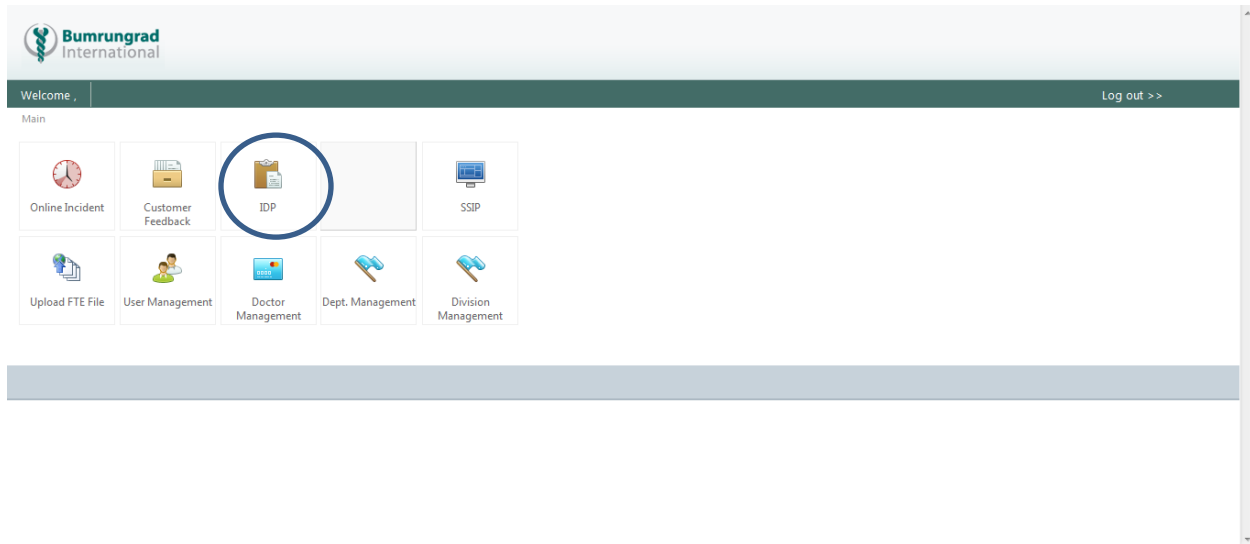 Bumrungrad
International
Welcome ,
Log out >>
Main
Online Incident
Customer
Feedback
IDP
SSIP
Upload FTE File
User Management
Doctor
Management
Dept. Management
Division
Management